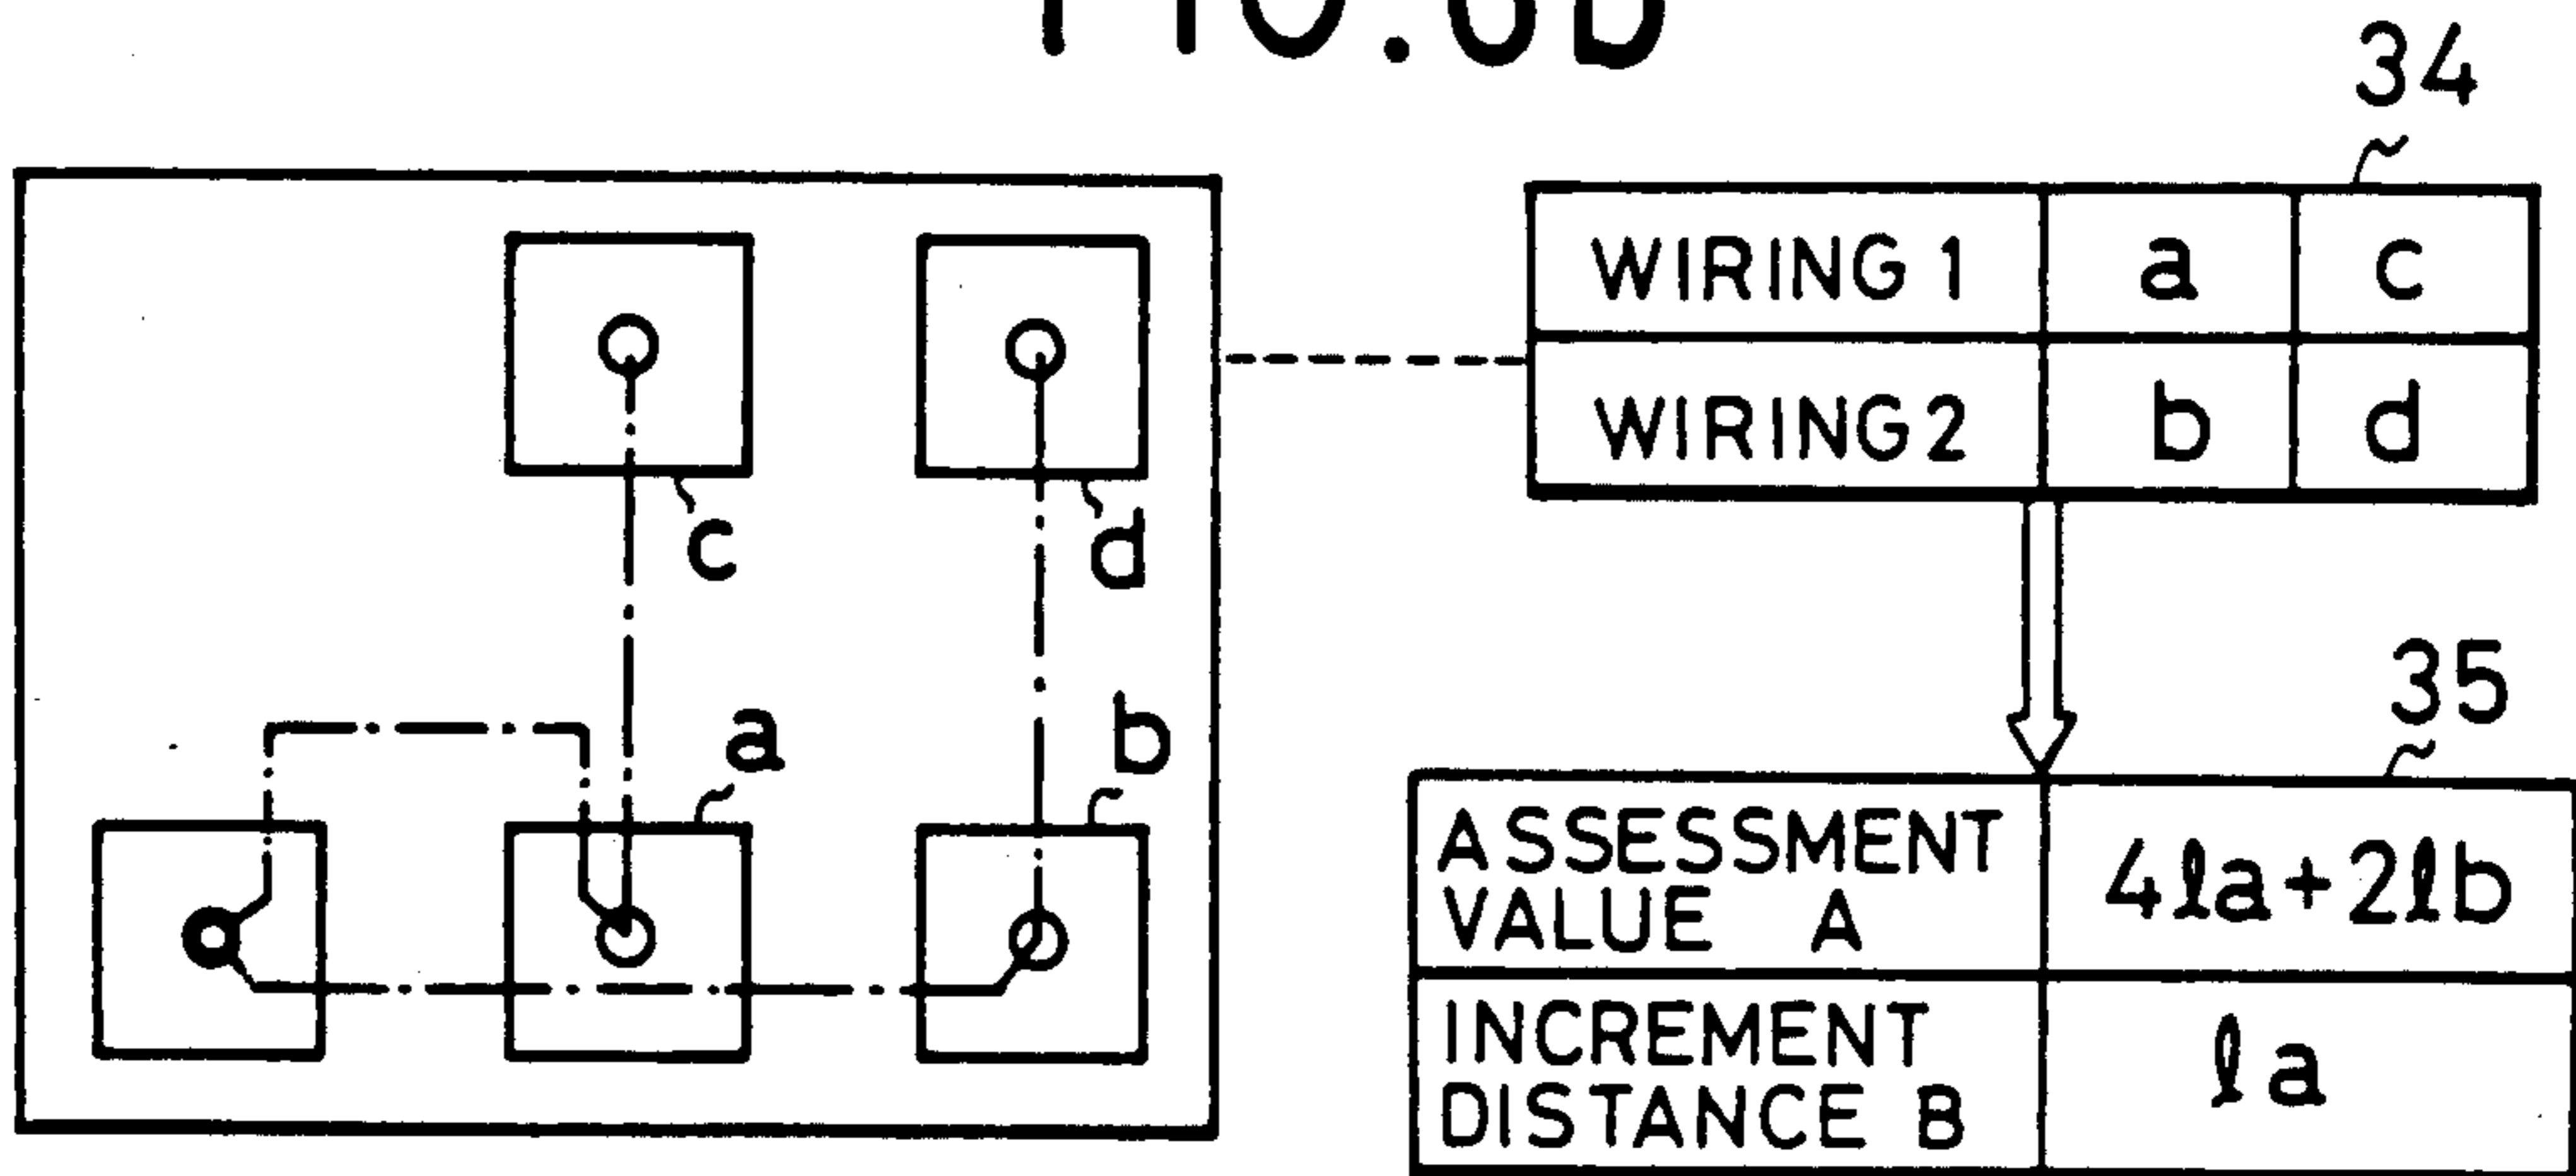 34
WIRING 1 a c
WIRING 2 b d
c
d
a
b
35
ASSESSMENT
VALUE A
4ℓa+2ℓb
INCREMENT
DISTANCE B
ℓa